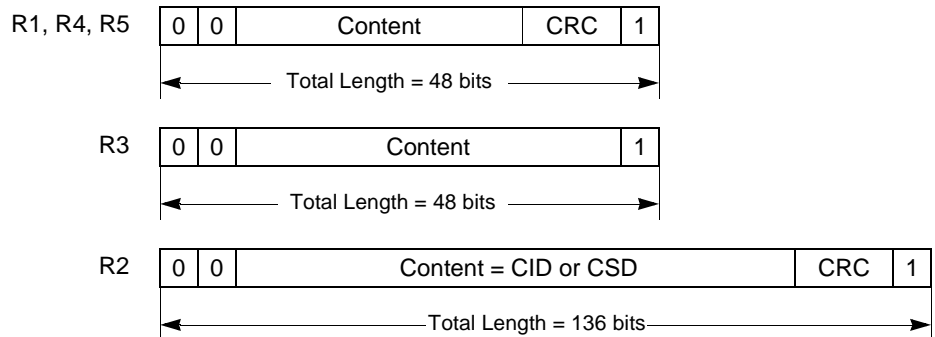 R1, R4, R5 0 0 Content CRC 1
Total Length = 48 bits
R3 0 0 Content 1
Total Length = 48 bits
R2 0 0 Content = CID or CSD CRC 1
Total Length = 136 bits